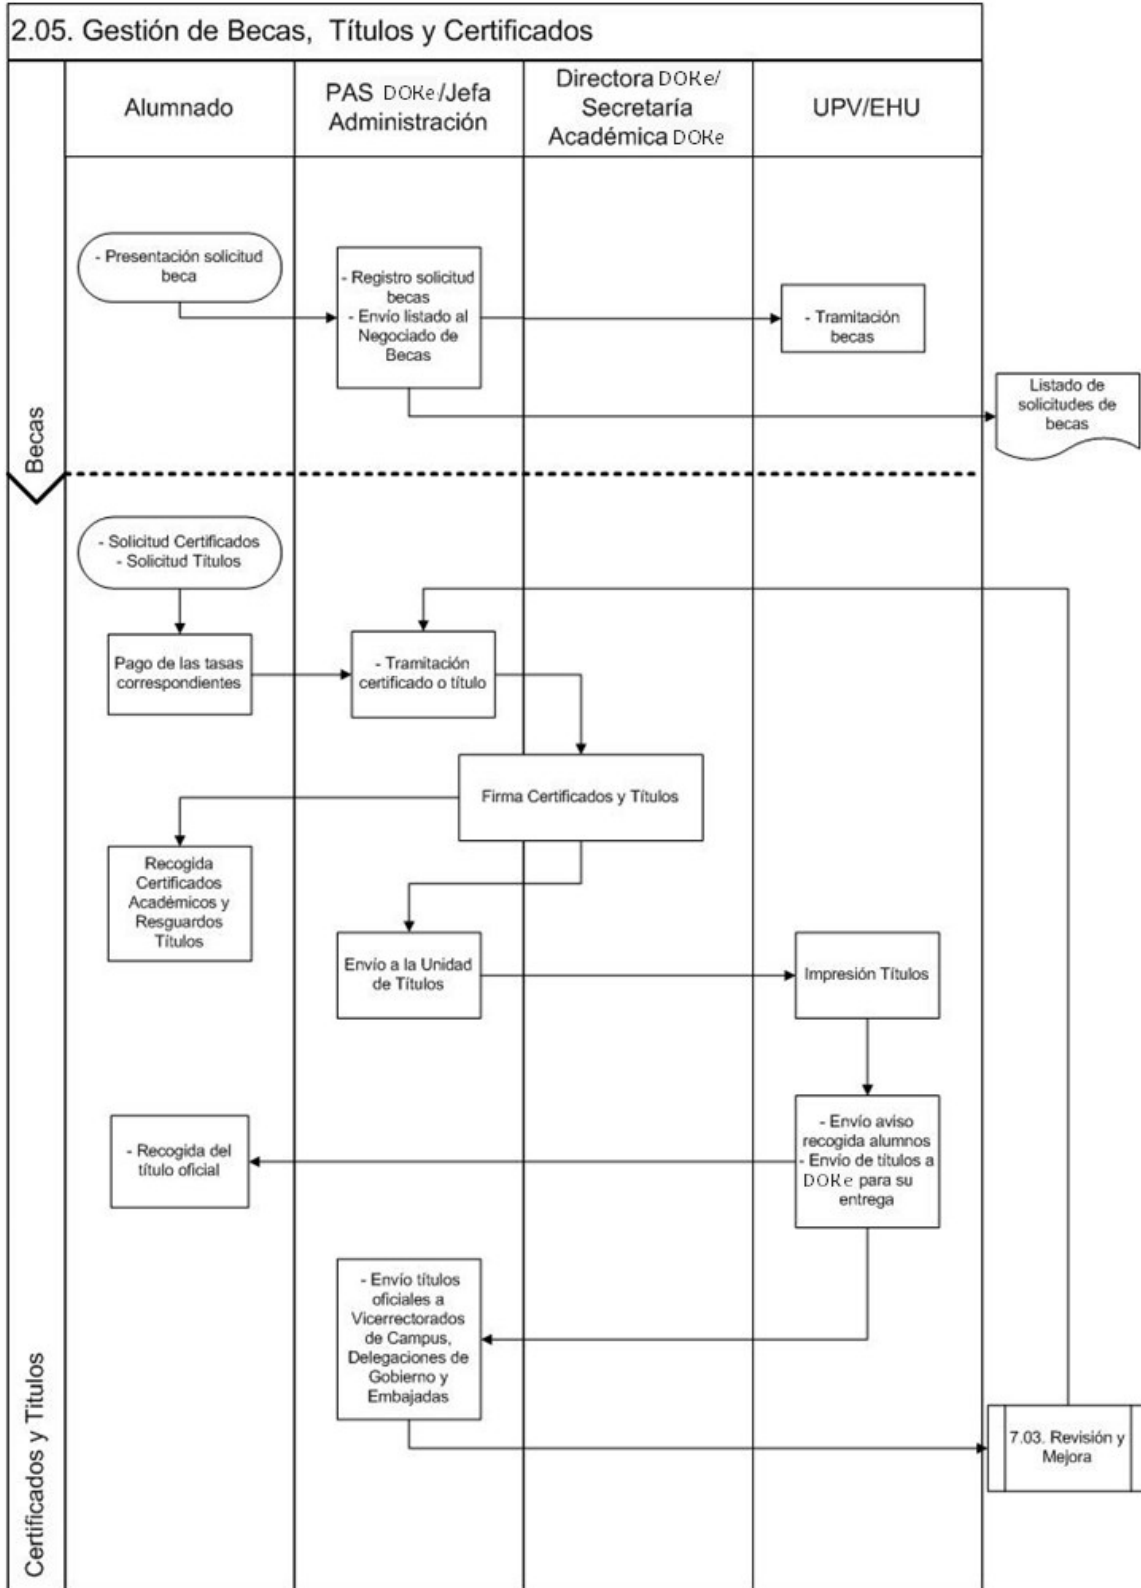 2.05. Gestión de Becas, Títulos y Certificados
Alumnado
PAS DOKe/Jefa
Administración
Directora DOKe/
Secretaría
Académica DOKe
UPV/EHU
Becas
- Presentación solicitud
beca
- Registro solicitud
becas
- Envío listado al
Negociado de
Becas
- Tramitación
becas
Listado de
solicitudes de
becas
Certificados y Titulos
- Solicitud Certificados
- Solicitud Títulos
Pago de las tasas
correspondientes
- Tramitación
certificado o título
Firma Certificados y Títulos
Recogida
Certificados
Académicos y
Resguardos
Títulos
Envío a la Unidad
de Títulos
Impresión Títulos
- Envío aviso
recogida alumnos
- Envío de títulos a
DOKe para su
entrega
- Recogida del
título oficial
- Envío títulos
oficiales a
Vicerrectorados
de Campus,
Delegaciones de
Gobierno y
Embajadas
7.03. Revisión y
Mejora